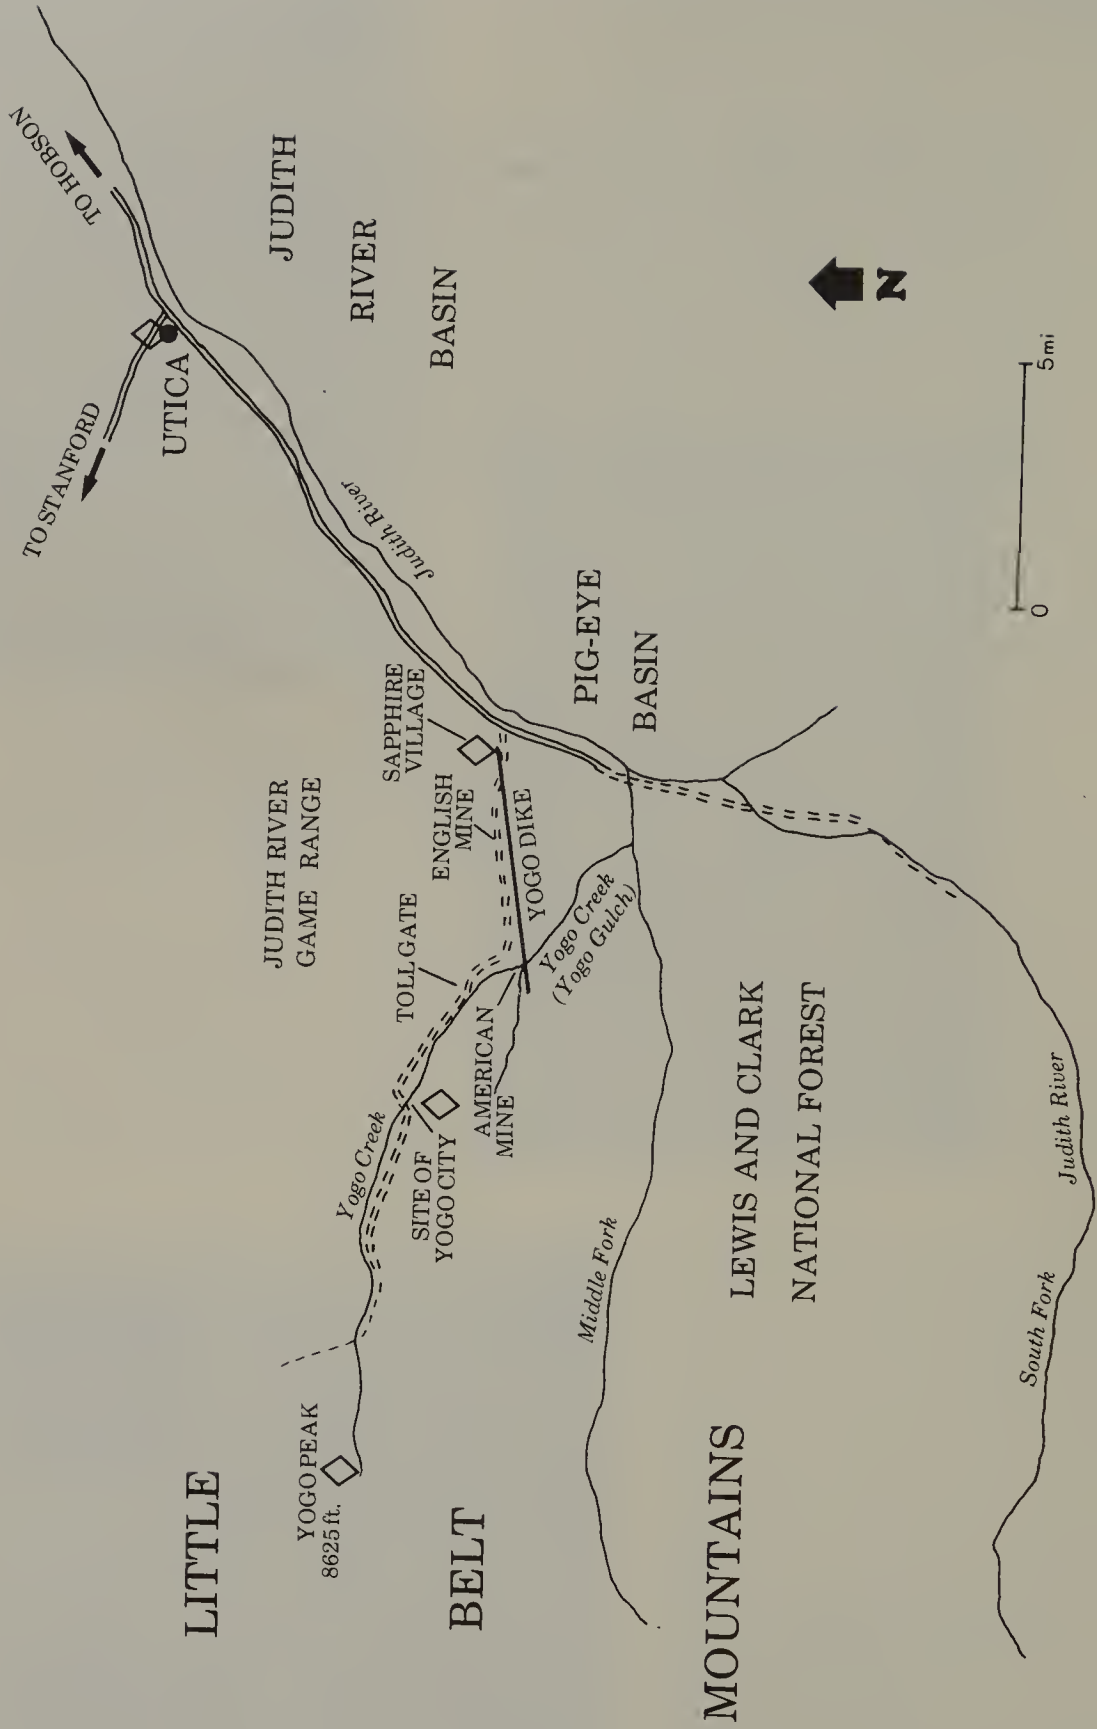 LITTLE
BELT
MOUNTAINS
YOGO PEAK
8625 ft.
Yogo Creek
SITE OF
YOGO CITY
TOLL GATE
AMERICAN
MINE
JUDITH RIVER
GAME RANGE
ENGLISH
MINE
SAPPHIRE
VILLAGE
YOGO DIKE
Yogo Creek
(Yogo Gulch)
Middle Fork
LEWIS AND CLARK
NATIONAL FOREST
South Fork
Judith River
PIG-EYE
BASIN
Judith River
TO STANFORD
UTICA
TO HOBSON
JUDITH
RIVER
BASIN
N
0
5 mi